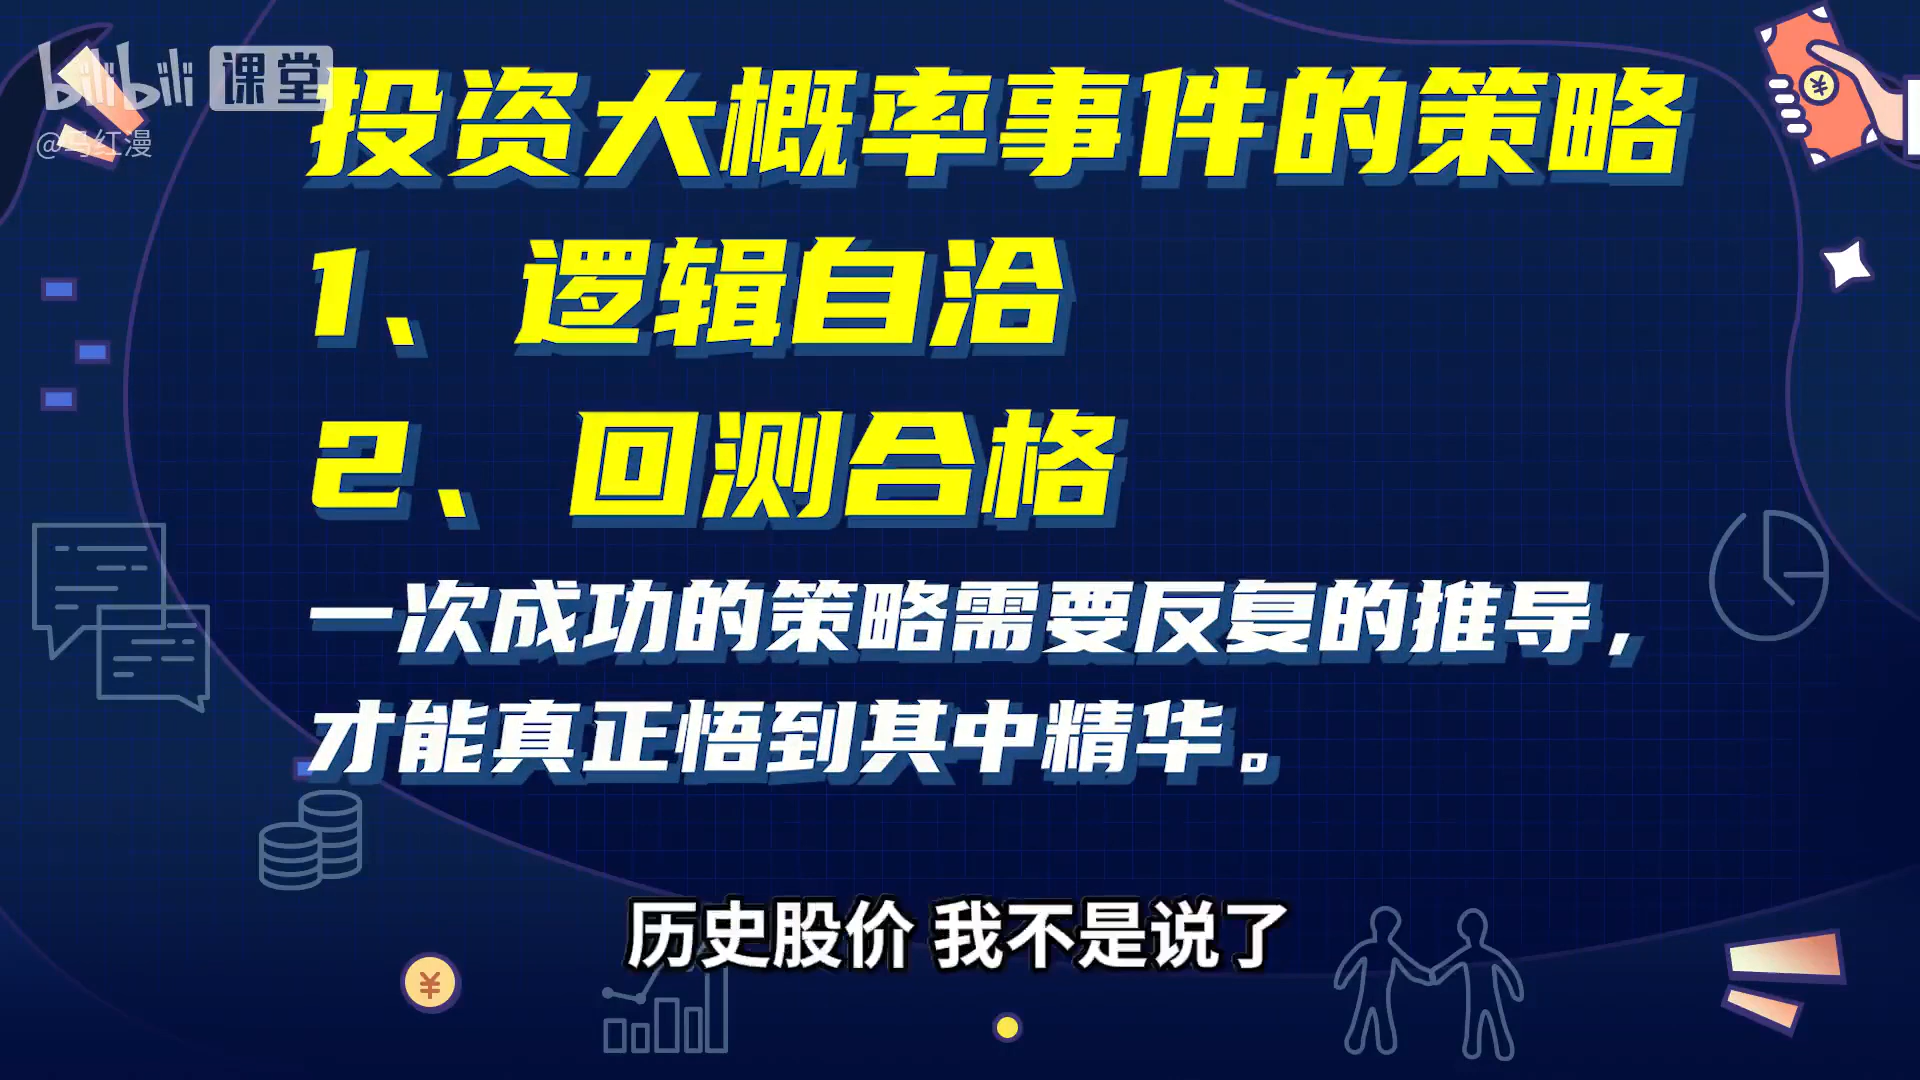 bilibili 课堂
@马红漫
投资大概率事件的策略
1、逻辑自洽
2、回测合格
一次成功的策略需要反复的推导，
才能真正悟到其中精华。
历史股价 我不是说了